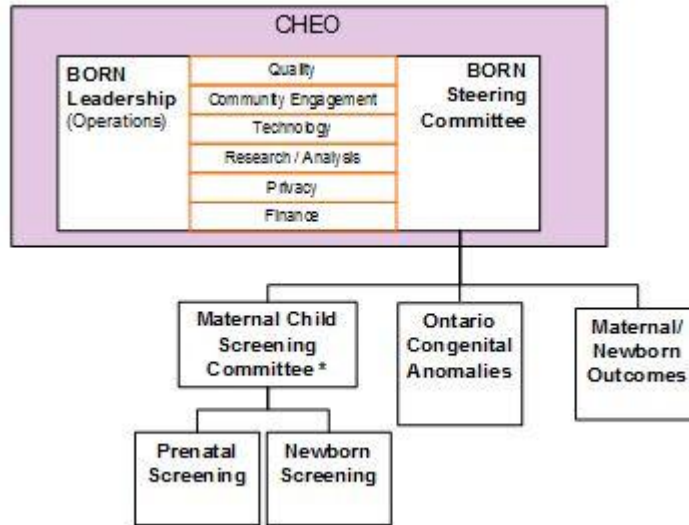 CHEO
BORN
Leadership
(Operations)
Quality
Community Engagement
Technology
Research / Analysis
Privacy
Finance
BORN
Steering
Committee
Maternal Child
Screening
Committee *
Ontario
Congenital
Anomalies
Maternal/
Newborn
Outcomes
Prenatal
Screening
Newborn
Screening